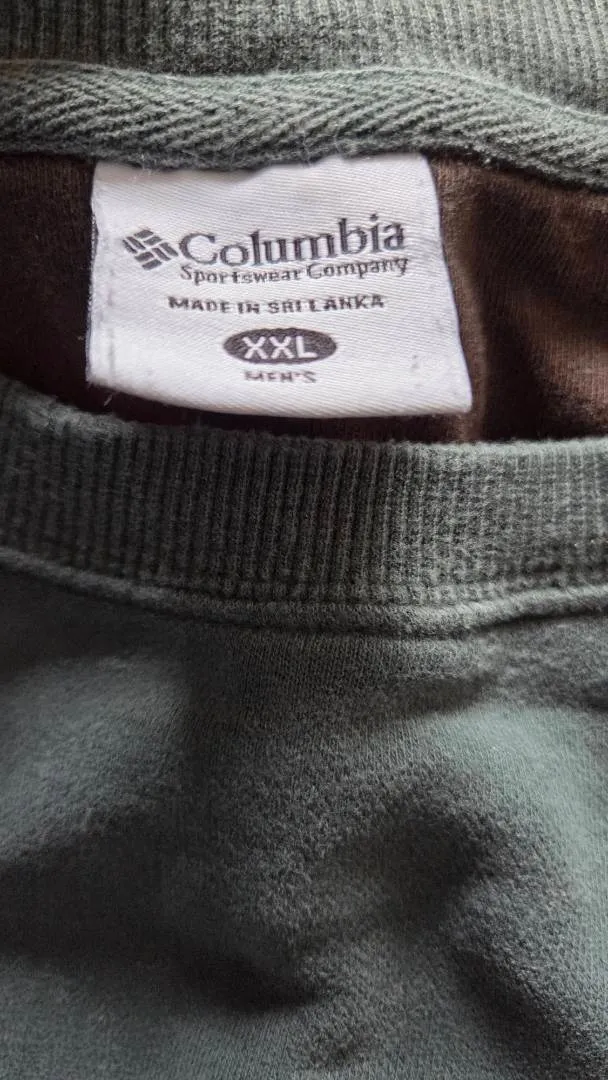 Columbia
Sportswear Company
MADE IN SRI LANKA
XXL
MEN'S